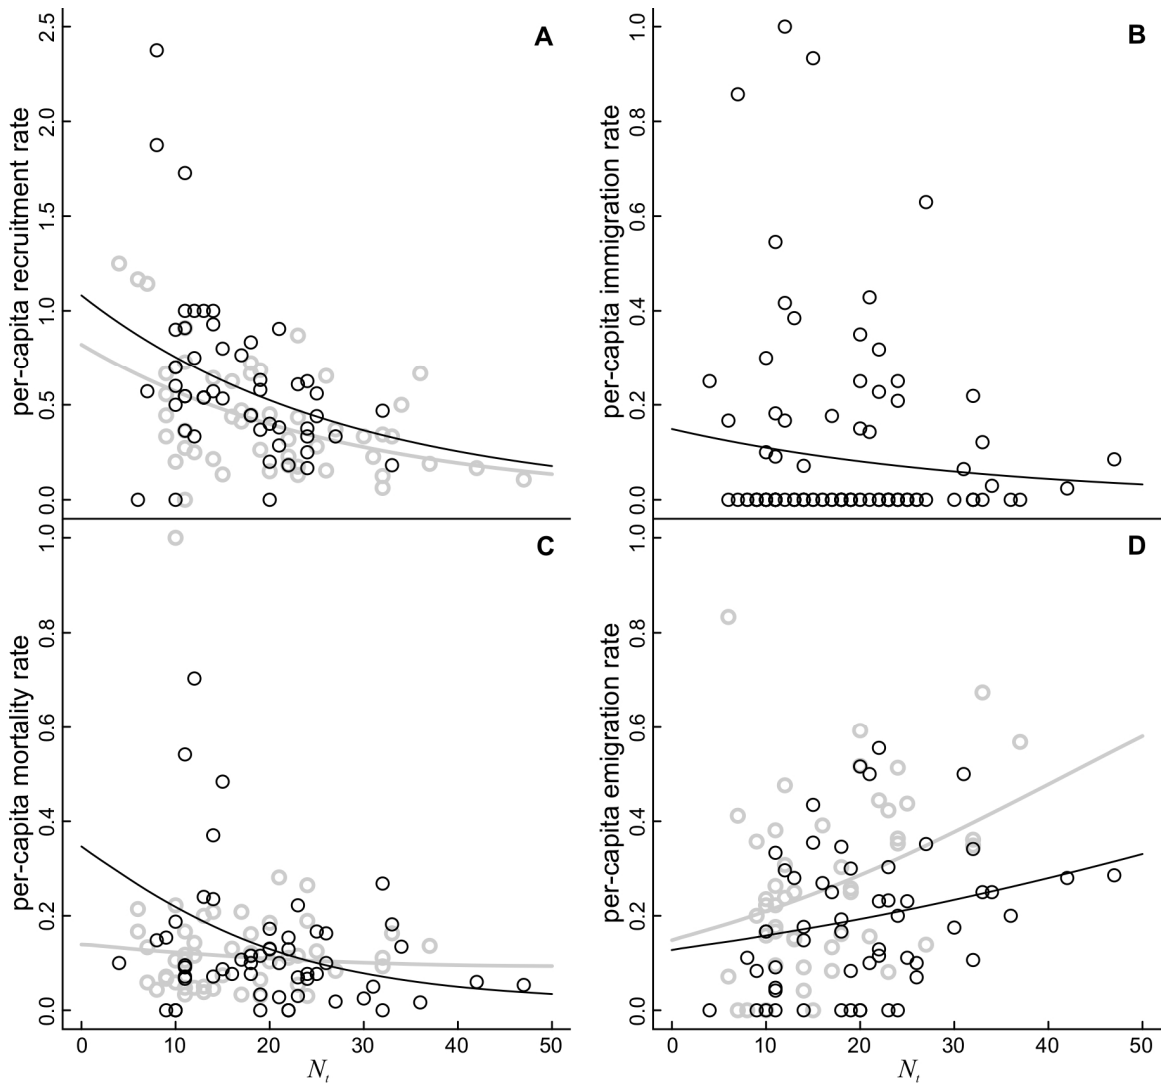 A
per-capita recruitment rate
0.0 0.5 1.0 1.5 2.0 2.5
B
per-capita immigration rate
0.0 0.2 0.4 0.6 0.8 1.0
C
per-capita mortality rate
0.0 0.2 0.4 0.6 0.8 1.0
0 10 20 30 40 50
Nt
D
per-capita emigration rate
0.0 0.2 0.4 0.6 0.8 1.0
0 10 20 30 40 50
Nt